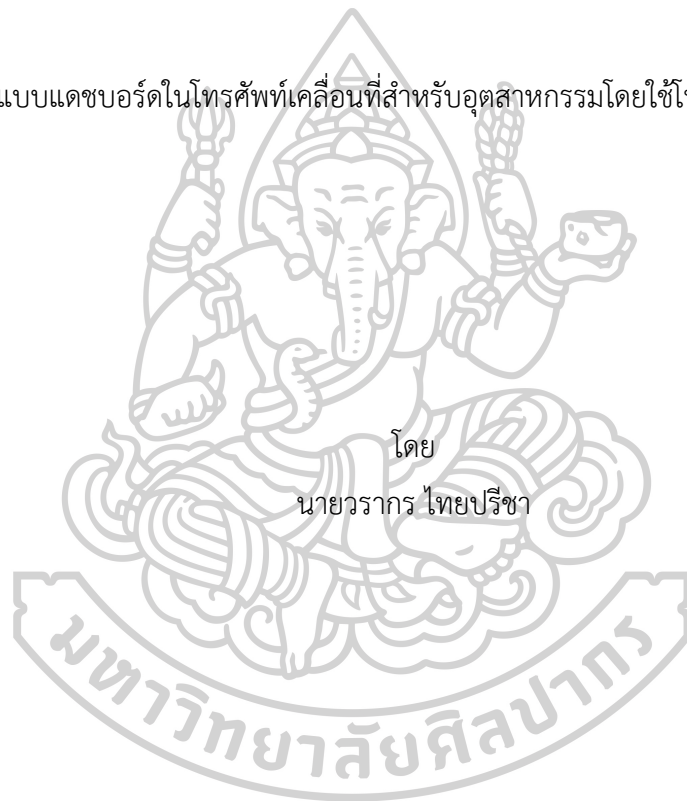 แบบแดชบอร์ดในโทรศัพท์เคลื่อนที่สำหรับอุตสาหกรรมโดยใช้
โดย
นายวรากร ไทยปรีชา
มหาวิทยาลัยศิลปากร